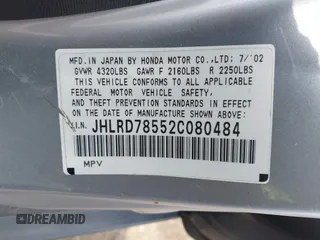 MFD.IN JAPAN BY HONDA MOTOR CO.,LTD: 7/'02
GVWR 4320LBS GAWR F 2160LBS R 2250LBS
THIS VEHICLE CONFORMS TO ALL APPLICABLE
FEDERAL MOTOR VEHICLE SAFETY,
AND THEFT PREVENTION STANDARDS IN
EFFECT ON THE DATE OF MANUFACTURE SHOWN ABOVE.
V.I.N. JHLRD78552C080484
MPV
DREAMBID